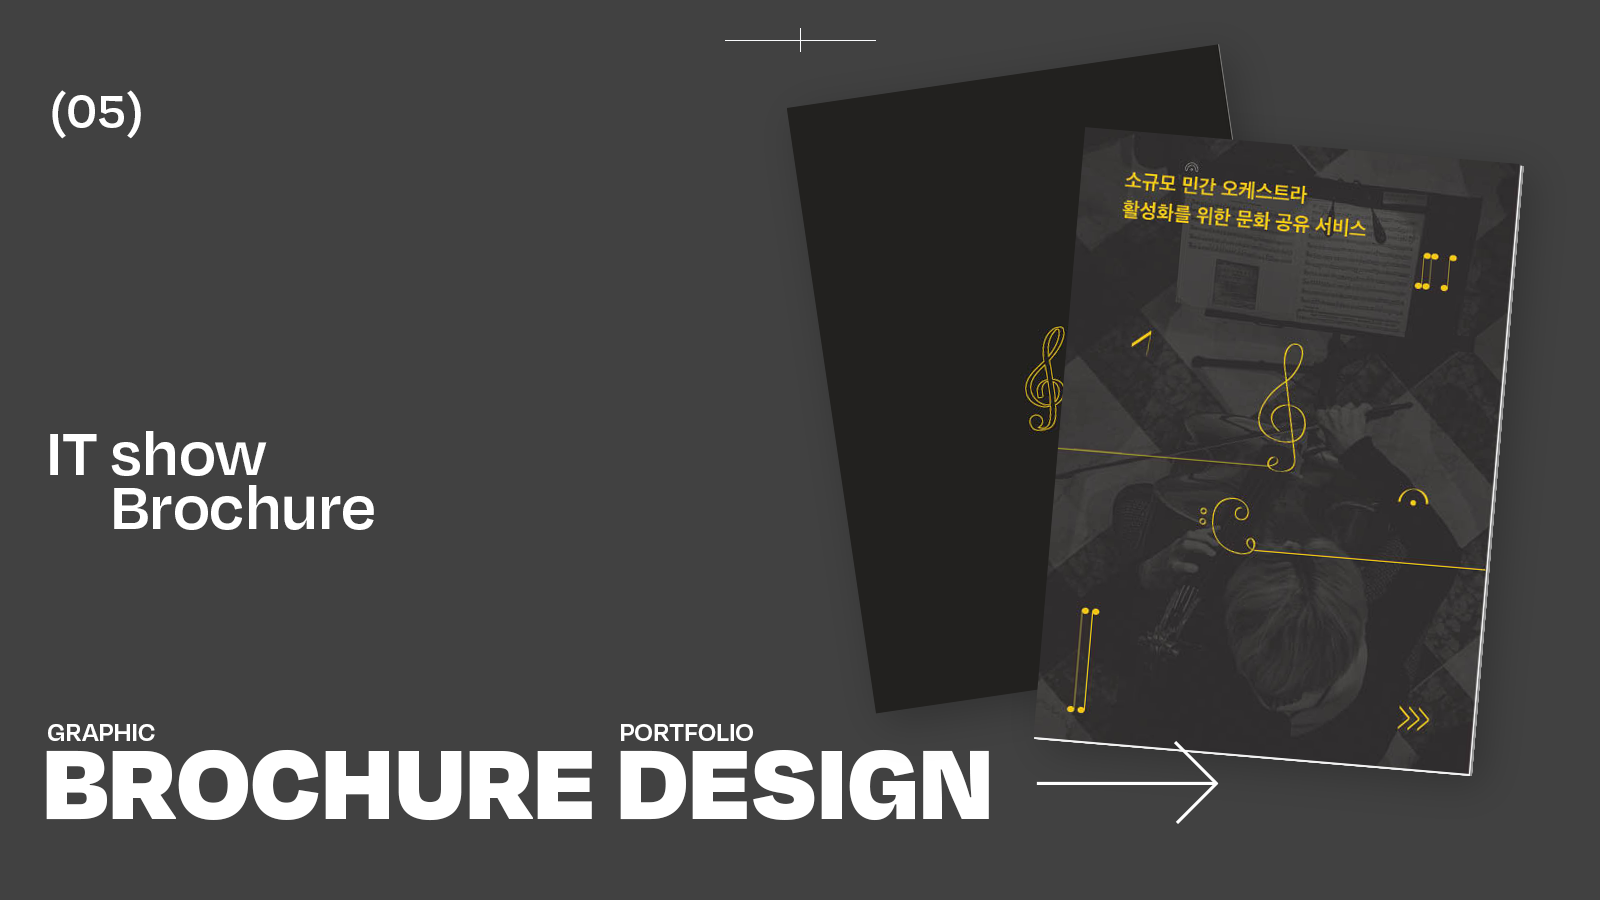 (05)
소규모 민간 오케스트라
활성화를 위한 문화 공유 서비스
IT show
Brochure
GRAPHIC
PORTFOLIO
BROCHURE DESIGN